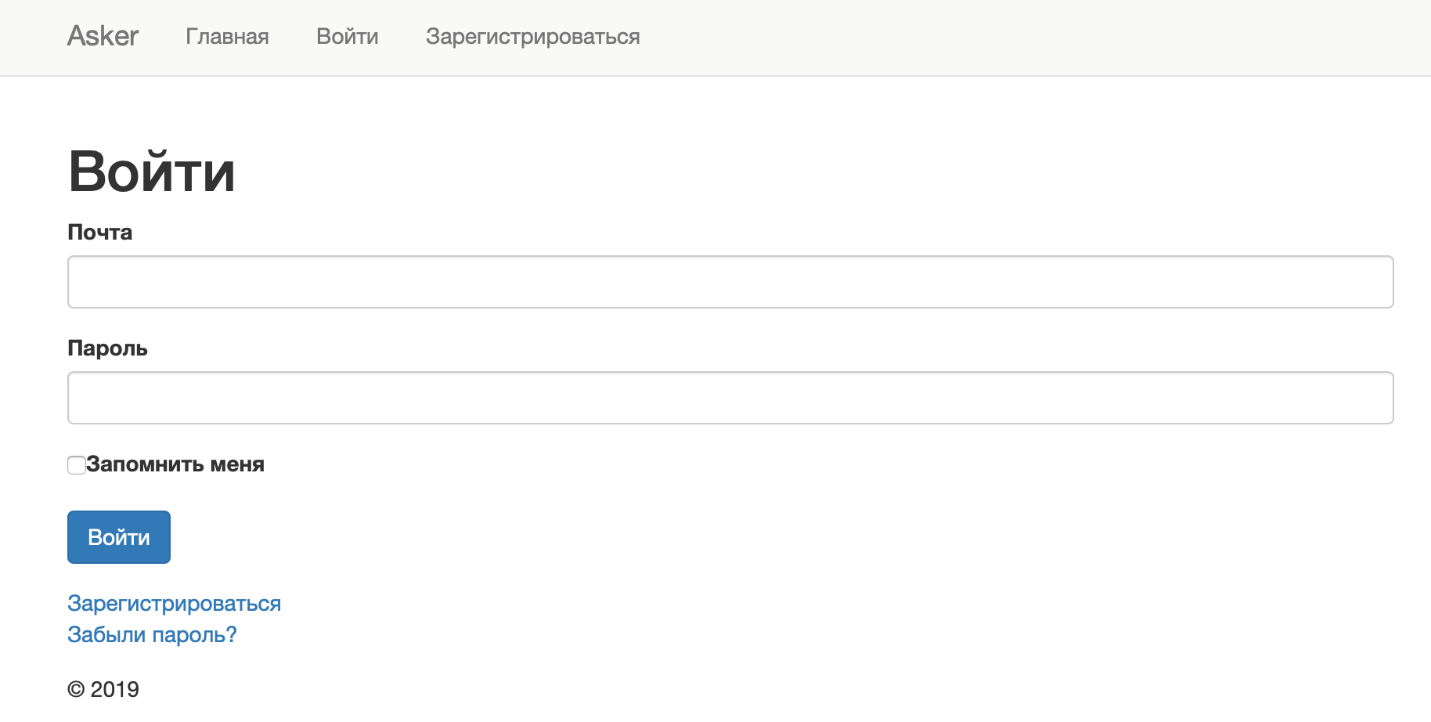 Asker Главная Войти Зарегистрироваться
Войти
Почта
Пароль
Запомнить меня
Войти
Зарегистрироваться
Забыли пароль?
© 2019